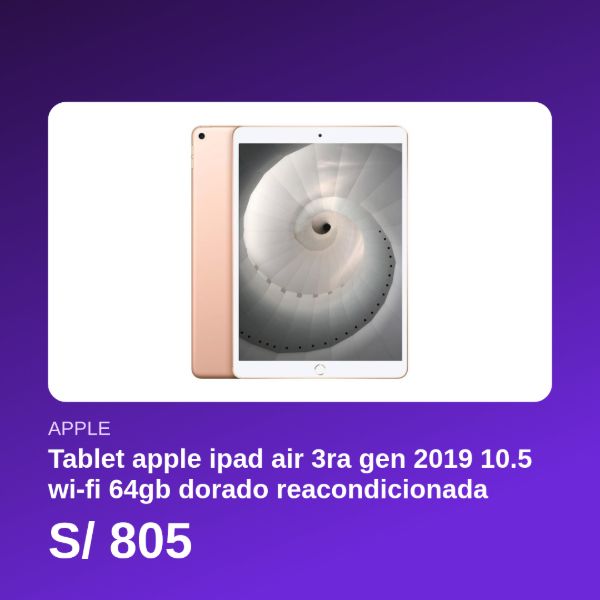 APPLE
Tablet apple ipad air 3ra gen 2019 10.5
wi-fi 64gb dorado reacondicionada
S/ 805